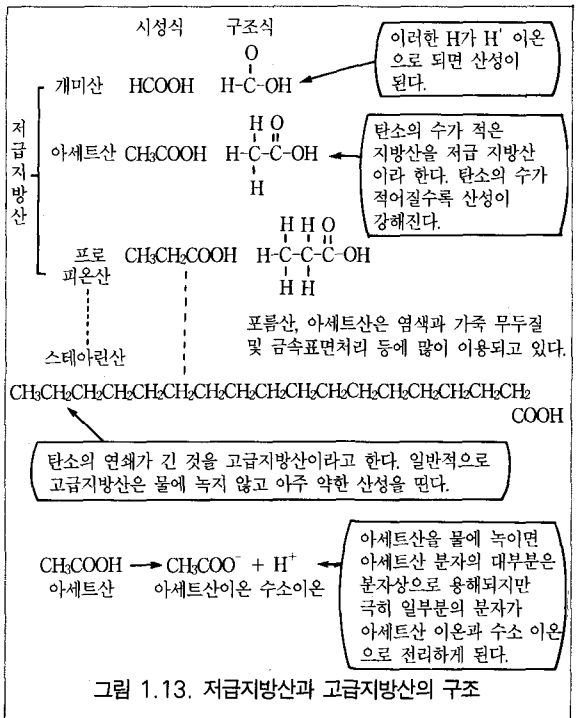 시성식 구조식
개미산 HCOOH
O
H-C-OH
이러한 H가 H' 이온
으로 되면 산성이
된다.
저급지방산
아세트산 CH₃COOH
H O
H-C-C-OH
H
탄소의 수가 적은
지방산을 저급 지방산
이라 한다. 탄소의 수가
적어질수록 산성이
강해진다.
프로
피온산
CH₃CH₂COOH
H H O
H-C-C-C-OH
H H
포름산, 아세트산은 염색과 가죽 무두질
및 금속표면처리 등에 많이 이용되고 있다.
스테아린산
CH₃CH₂CH₂CH₂CH₂CH₂CH₂CH₂CH₂CH₂CH₂CH₂CH₂CH₂CH₂CH₂CH₂
COOH
탄소의 연쇄가 긴 것을 고급지방산이라고 한다. 일반적으로
고급지방산은 물에 녹지 않고 아주 약한 산성을 띤다.
CH₃COOH → CH₃COO⁻ + H⁺
아세트산 아세트산이온 수소이온
아세트산을 물에 녹이면
아세트산 분자의 대부분은
분자상으로 용해되지만
극히 일부분의 분자가
아세트산 이온과 수소 이온
으로 전리하게 된다.
그림 1.13. 저급지방산과 고급지방산의 구조